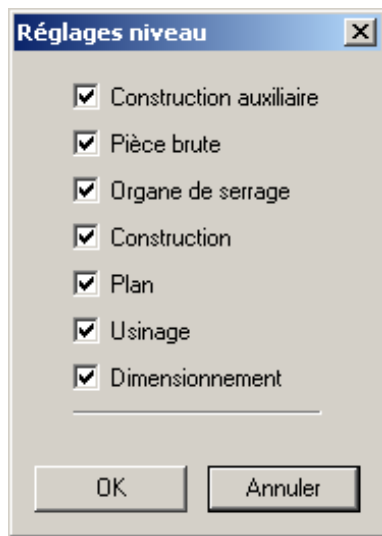 Réglages niveau
Construction auxiliaire
Pièce brute
Organe de serrage
Construction
Plan
Usinage
Dimensionnement
OK
Annuler